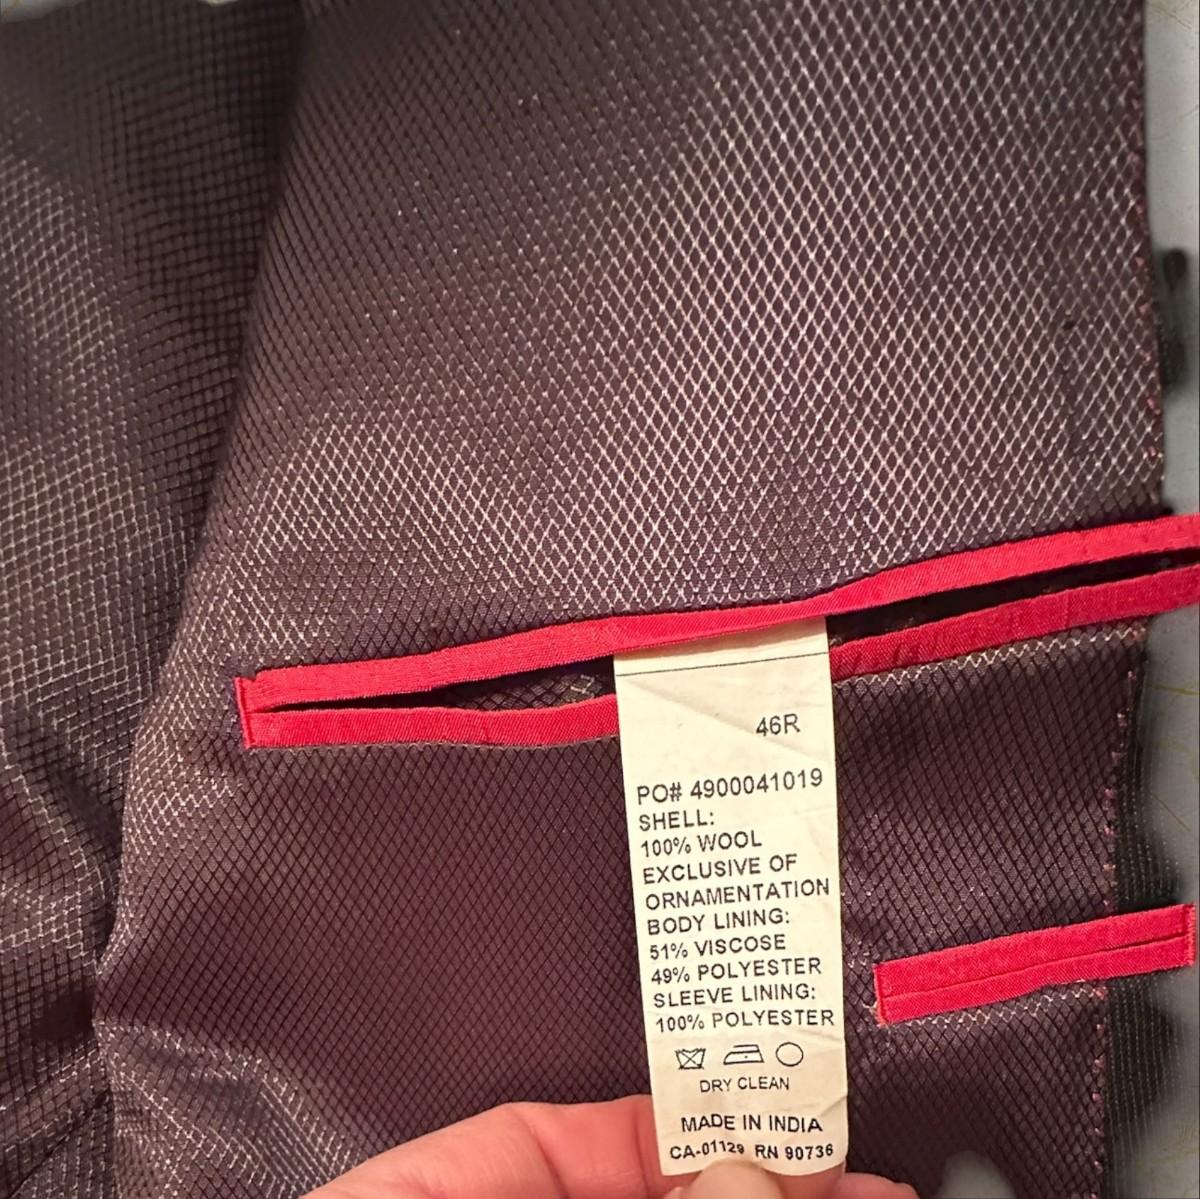 46R
PO# 4900041019
SHELL:
100% WOOL
EXCLUSIVE OF
ORNAMENTATION
BODY LINING:
51% VISCOSE
49% POLYESTER
SLEEVE LINING:
100% POLYESTER
DRY CLEAN
MADE IN INDIA
CA-01129 RN 90736